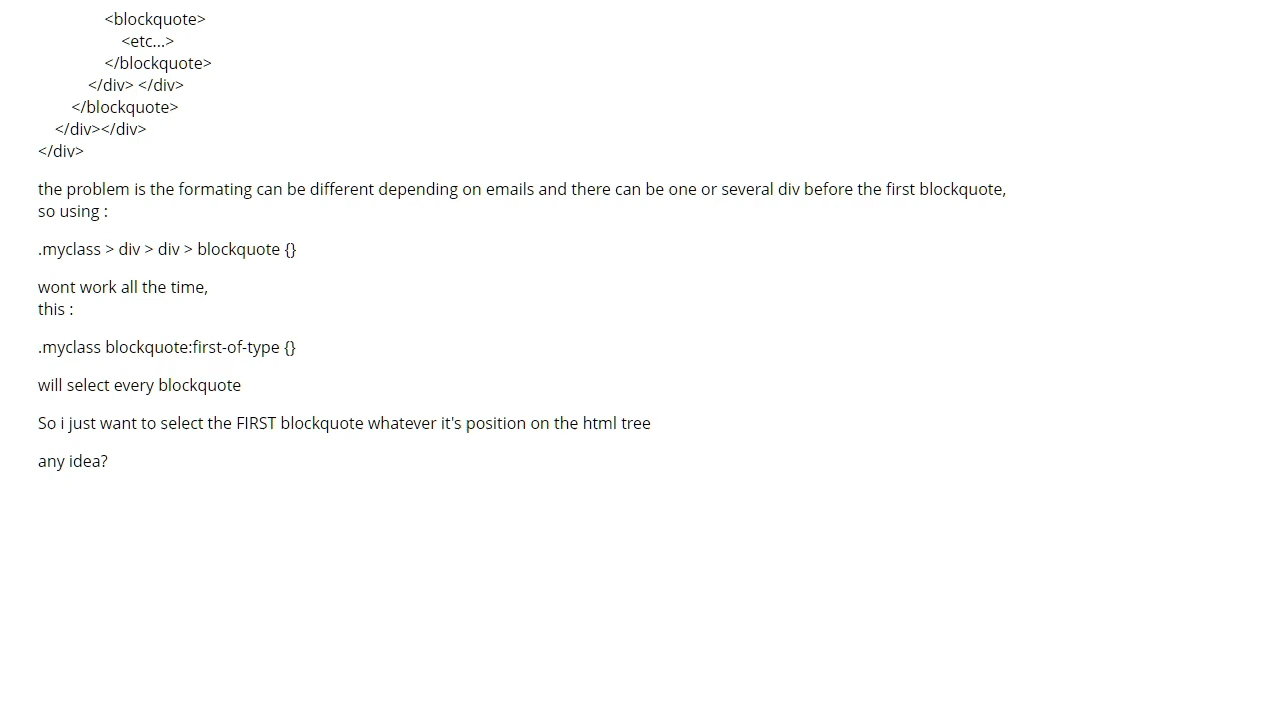 <blockquote>
<etc...>
</blockquote>
</div> </div>
</blockquote>
</div></div>
</div>
the problem is the formating can be different depending on emails and there can be one or several div before the first blockquote,
so using :
.myclass > div > div > blockquote {}
wont work all the time,
this :
.myclass blockquote:first-of-type {}
will select every blockquote
So i just want to select the FIRST blockquote whatever it's position on the html tree
any idea?